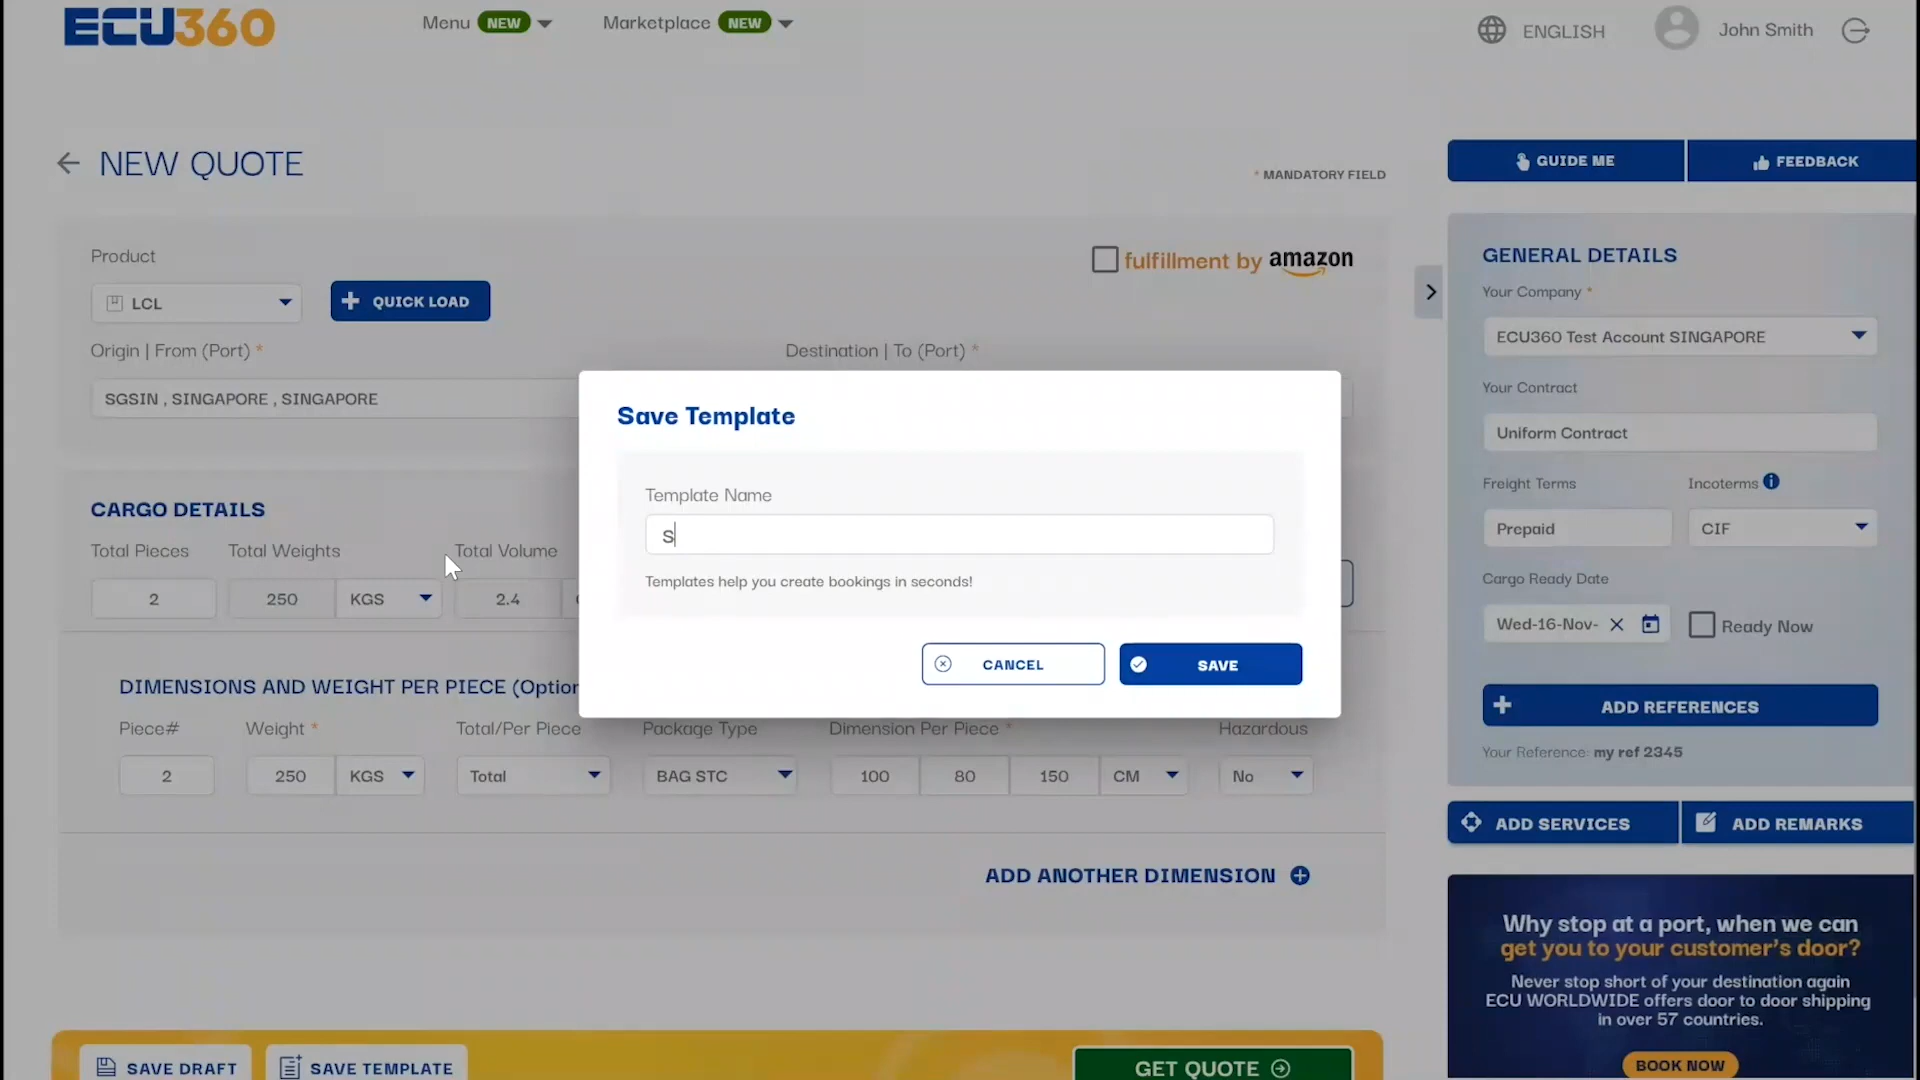 ECU360
Menu NEW
Marketplace NEW
ENGLISH
John Smith
NEW QUOTE
* MANDATORY FIELD
GUIDE ME
FEEDBACK
Product
fulfillment by amazon
LCL
QUICK LOAD
Origin | From (Port) *
Destination | To (Port) *
SGSIN , SINGAPORE , SINGAPORE
GENERAL DETAILS
Your Company *
ECU360 Test Account SINGAPORE
Your Contract
Uniform Contract
Freight Terms
Incoterms
Prepaid
CIF
Cargo Ready Date
Wed-16-Nov-
Ready Now
ADD REFERENCES
Your Reference: my ref 2345
ADD SERVICES
ADD REMARKS
Save Template
Template Name
S
Templates help you create bookings in seconds!
CANCEL
SAVE
CARGO DETAILS
Total Pieces
Total Weights
Total Volume
2
250
KGS
2.4
DIMENSIONS AND WEIGHT PER PIECE (Option
Piece#
Weight *
Total/Per Piece
Package Type
Dimension Per Piece *
Hazardous
2
250
KGS
Total
BAG STC
100
80
150
CM
No
ADD ANOTHER DIMENSION
Why stop at a port, when we can
get you to your customer's door?
Never stop short of your destination again
ECU WORLDWIDE offers door to door shipping
in over 57 countries.
BOOK NOW
SAVE DRAFT
SAVE TEMPLATE
GET QUOTE